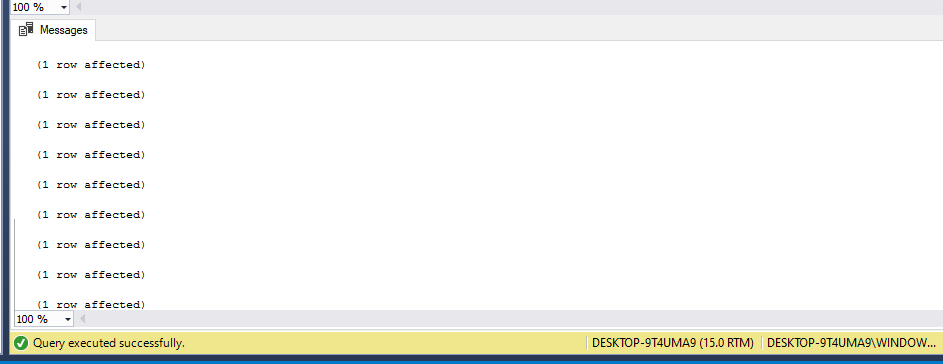 100 %
Messages
(1 row affected)
(1 row affected)
(1 row affected)
(1 row affected)
(1 row affected)
(1 row affected)
(1 row affected)
(1 row affected)
(1 row affected)
100 %
Query executed successfully.
DESKTOP-9T4UMA9 (15.0 RTM)
DESKTOP-9T4UMA9\WINDOW...